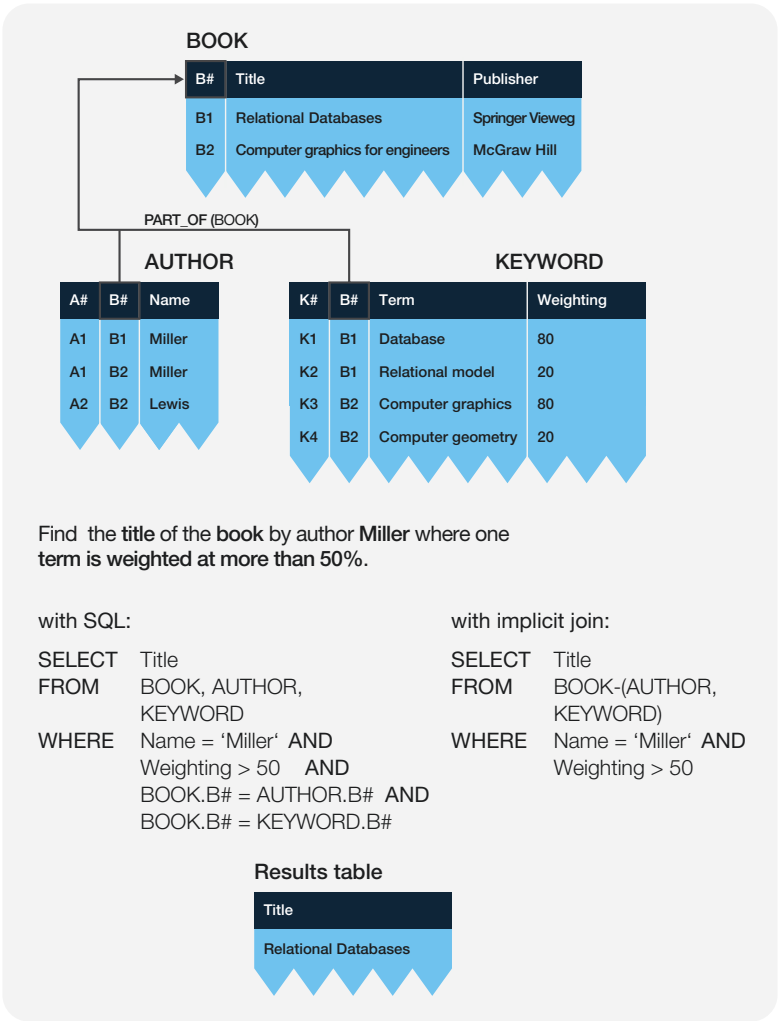 BOOK
B# Title Publisher
B1 Relational Databases Springer Vieweg
B2 Computer graphics for engineers McGraw Hill
PART_OF (BOOK)
AUTHOR
A# B# Name
A1 B1 Miller
A1 B2 Miller
A2 B2 Lewis
KEYWORD
K# B# Term Weighting
K1 B1 Database 80
K2 B1 Relational model 20
K3 B2 Computer graphics 80
K4 B2 Computer geometry 20
Find the title of the book by author Miller where one
term is weighted at more than 50%.
with SQL:
SELECT Title
FROM BOOK, AUTHOR,
KEYWORD
WHERE Name = ‘Miller‘ AND
Weighting > 50 AND
BOOK.B# = AUTHOR.B# AND
BOOK.B# = KEYWORD.B#
with implicit join:
SELECT Title
FROM BOOK-(AUTHOR,
KEYWORD)
WHERE Name = ‘Miller‘ AND
Weighting > 50
Results table
Title
Relational Databases